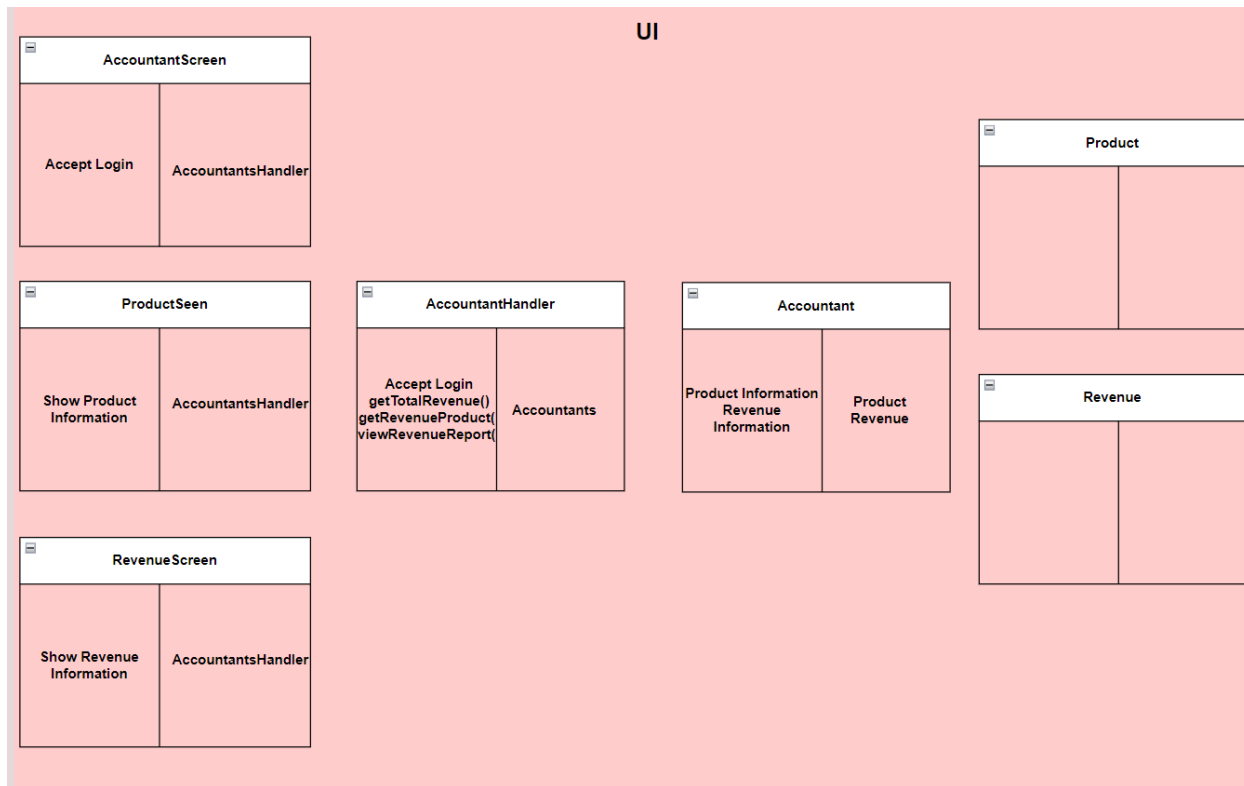 UI
AccountantScreen
Accept Login
AccountantsHandler
ProductSeen
Show Product
Information
AccountantsHandler
RevenueScreen
Show Revenue
Information
AccountantsHandler
AccountantHandler
Accept Login
getTotalRevenue()
getRevenueProduct(
viewRevenueReport(
Accountants
Accountant
Product Information
Revenue
Information
Product
Revenue
Product
Revenue